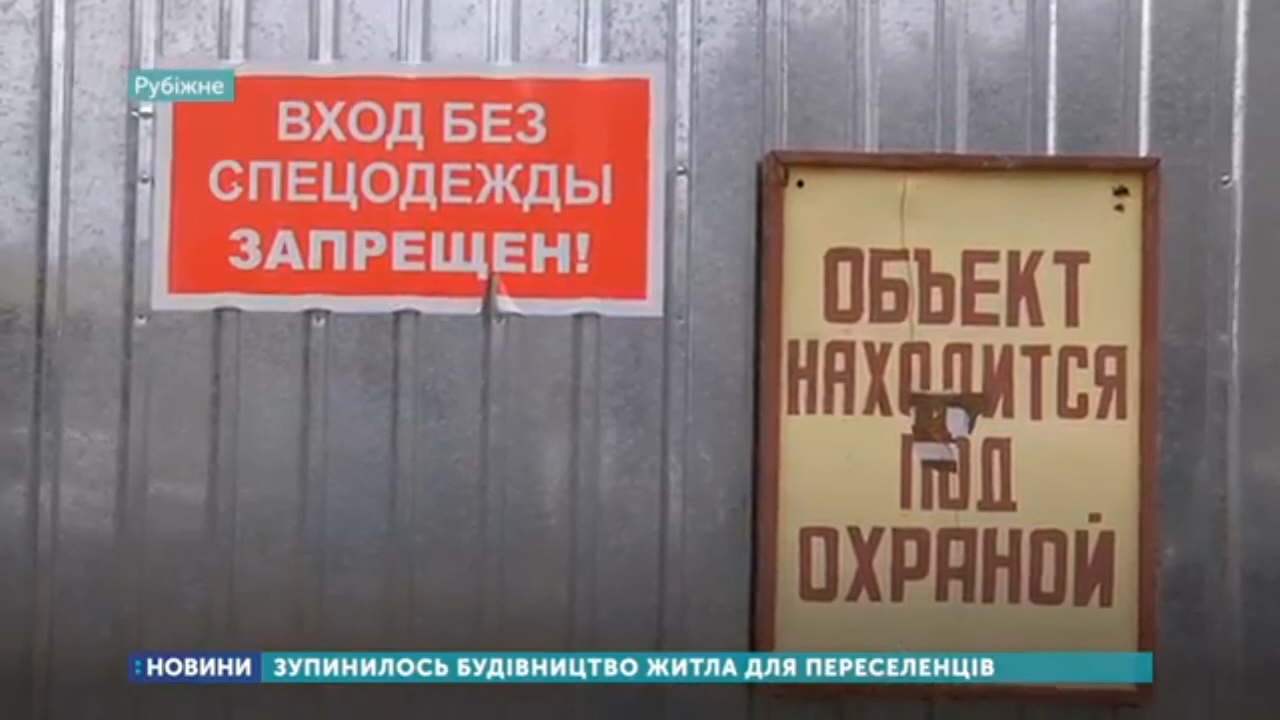 Рубіжне
ВХОД БЕЗ
СПЕЦОДЕЖДЫ
ЗАПРЕЩЕН!
ОБЪЕКТ
НАХОДИТСЯ
ПОД
ОХРАНОЙ
:НОВИНИ ЗУПИНИЛОСЬ БУДІВНИЦТВО ЖИТЛА ДЛЯ ПЕРЕСЕЛЕНЦІВ